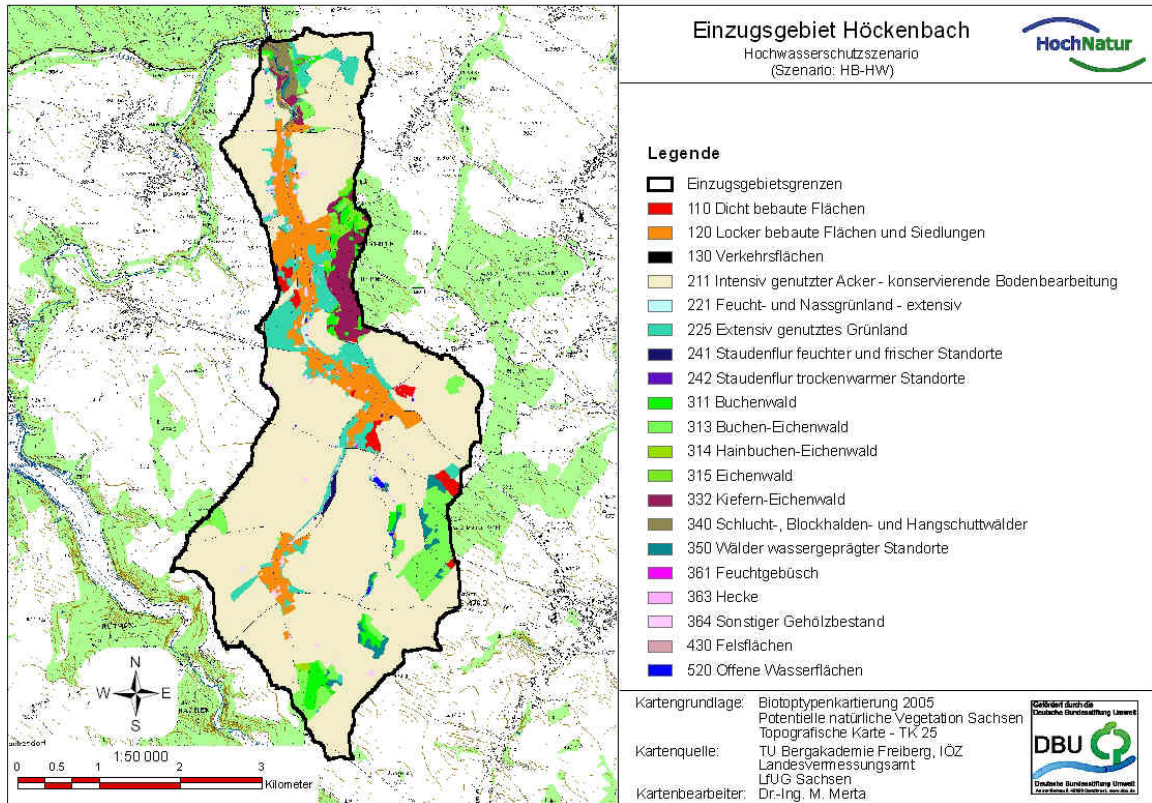 Einzugsgebiet Höckenbach
Hochwasserschutzszenario
(Szenario: HB-HW)
HochNatur
Legende
Einzugsgebietsgrenzen
110 Dicht bebaute Flächen
120 Locker bebaute Flächen und Siedlungen
130 Verkehrsflächen
211 Intensiv genutzter Acker - konservierende Bodenbearbeitung
221 Feucht- und Nassgrünland - extensiv
225 Extensiv genutztes Grünland
241 Staudenflur feuchter und frischer Standorte
242 Staudenflur trockenwarmer Standorte
311 Buchenwald
313 Buchen-Eichenwald
314 Hainbuchen-Eichenwald
315 Eichenwald
332 Kiefern-Eichenwald
340 Schlucht-, Blockhalden- und Hangschuttwälder
350 Wälder wassergeprägter Standorte
361 Feuchtgebüsch
363 Hecke
364 Sonstiger Gehölzbestand
430 Felsflächen
520 Offene Wasserflächen
N
W E
S
1:50 000
0 0.5 1 2 3
Kilometer
Kartengrundlage: Biotoptypenkartierung 2005
Potentielle natürliche Vegetation Sachsen
Topografische Karte - TK 25
Kartenquelle: TU Bergakademie Freiberg, IÖZ
Landesvermessungsamt
LfUG Sachsen
Kartenbearbeiter: Dr.-Ing. M. Merta
Gefördert durch die
Deutsche Bundesstiftung Umwelt
DBU
Deutsche Bundesstiftung Umwelt